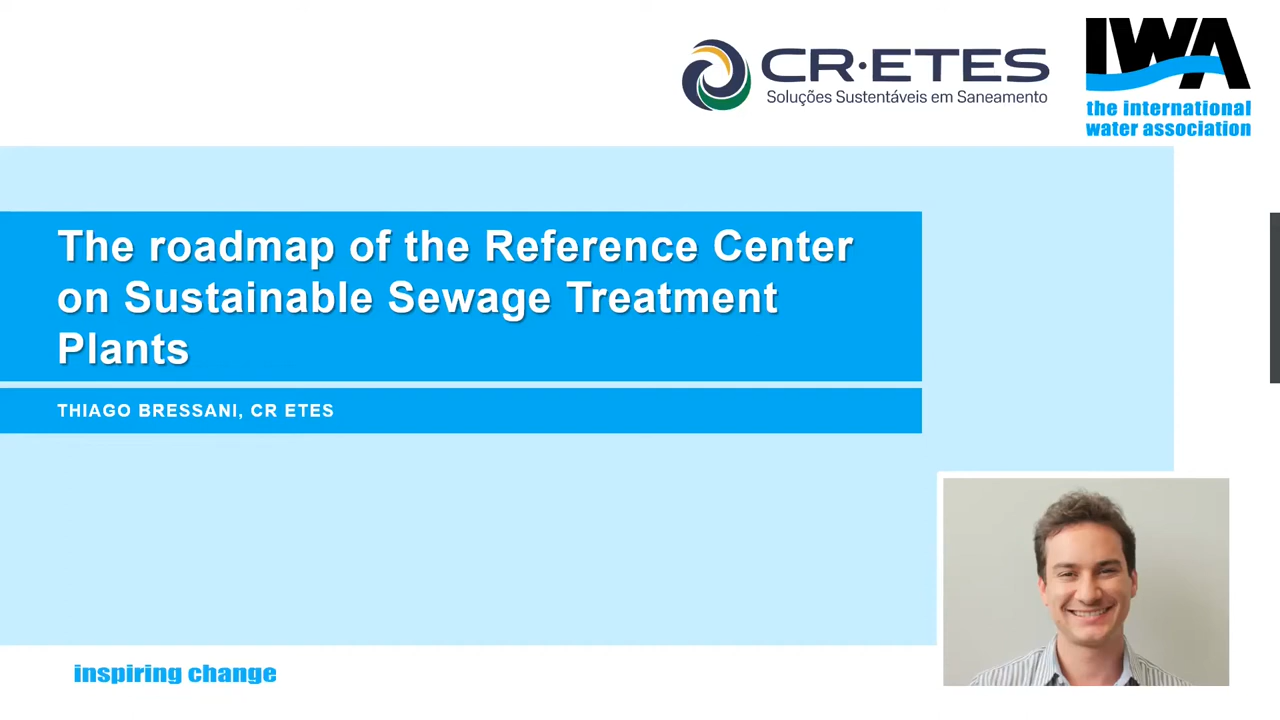 CR·ETES
Soluções Sustentáveis em Saneamento
IWA
the international
water association
The roadmap of the Reference Center
on Sustainable Sewage Treatment
Plants
THIAGO BRESSANI, CR ETES
inspiring change